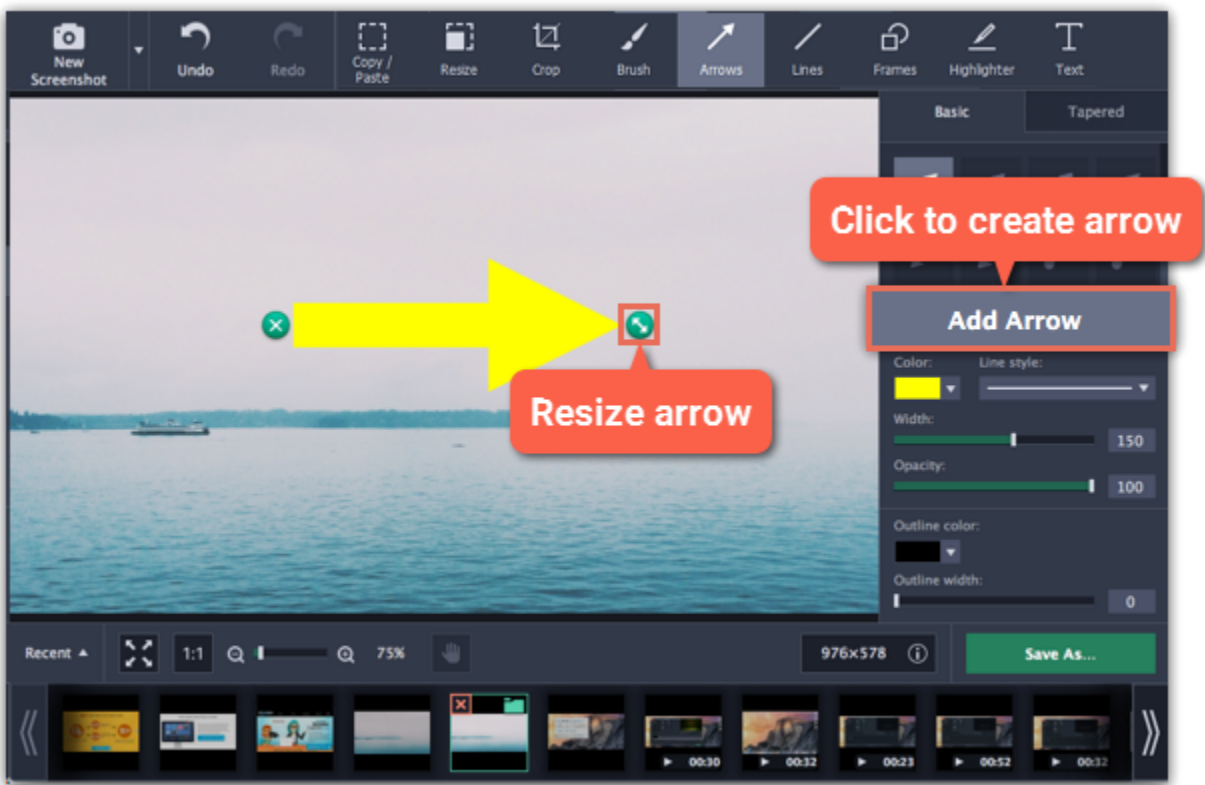 New
Screenshot
Undo
Redo
Copy /
Paste
Resize
Crop
Brush
Arrows
Lines
Frames
Highlighter
Text
Basic
Tapered
Click to create arrow
Add Arrow
Resize arrow
Color:
Line style:
Width:
150
Opacity:
100
Outline color:
Outline width:
0
Recent
1:1
75%
976×578
Save As...
00:30
00:32
00:23
00:52
00:32